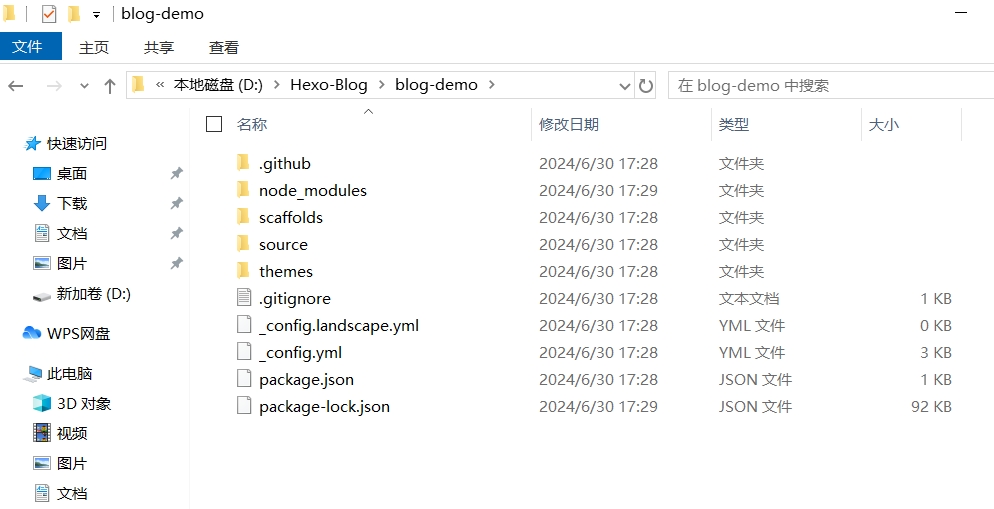 blog-demo
文件 主页 共享 查看
« 本地磁盘 (D:) > Hexo-Blog > blog-demo > 在 blog-demo 中搜索
名称 修改日期 类型 大小
快速访问
桌面
下载
文档
图片
新加卷 (D:)
WPS网盘
此电脑
3D 对象
视频
图片
文档
.github 2024/6/30 17:28 文件夹
node_modules 2024/6/30 17:29 文件夹
scaffolds 2024/6/30 17:28 文件夹
source 2024/6/30 17:28 文件夹
themes 2024/6/30 17:28 文件夹
.gitignore 2024/6/30 17:28 文本文档 1 KB
_config.landscape.yml 2024/6/30 17:28 YML 文件 0 KB
_config.yml 2024/6/30 17:28 YML 文件 3 KB
package.json 2024/6/30 17:28 JSON 文件 1 KB
package-lock.json 2024/6/30 17:29 JSON 文件 92 KB